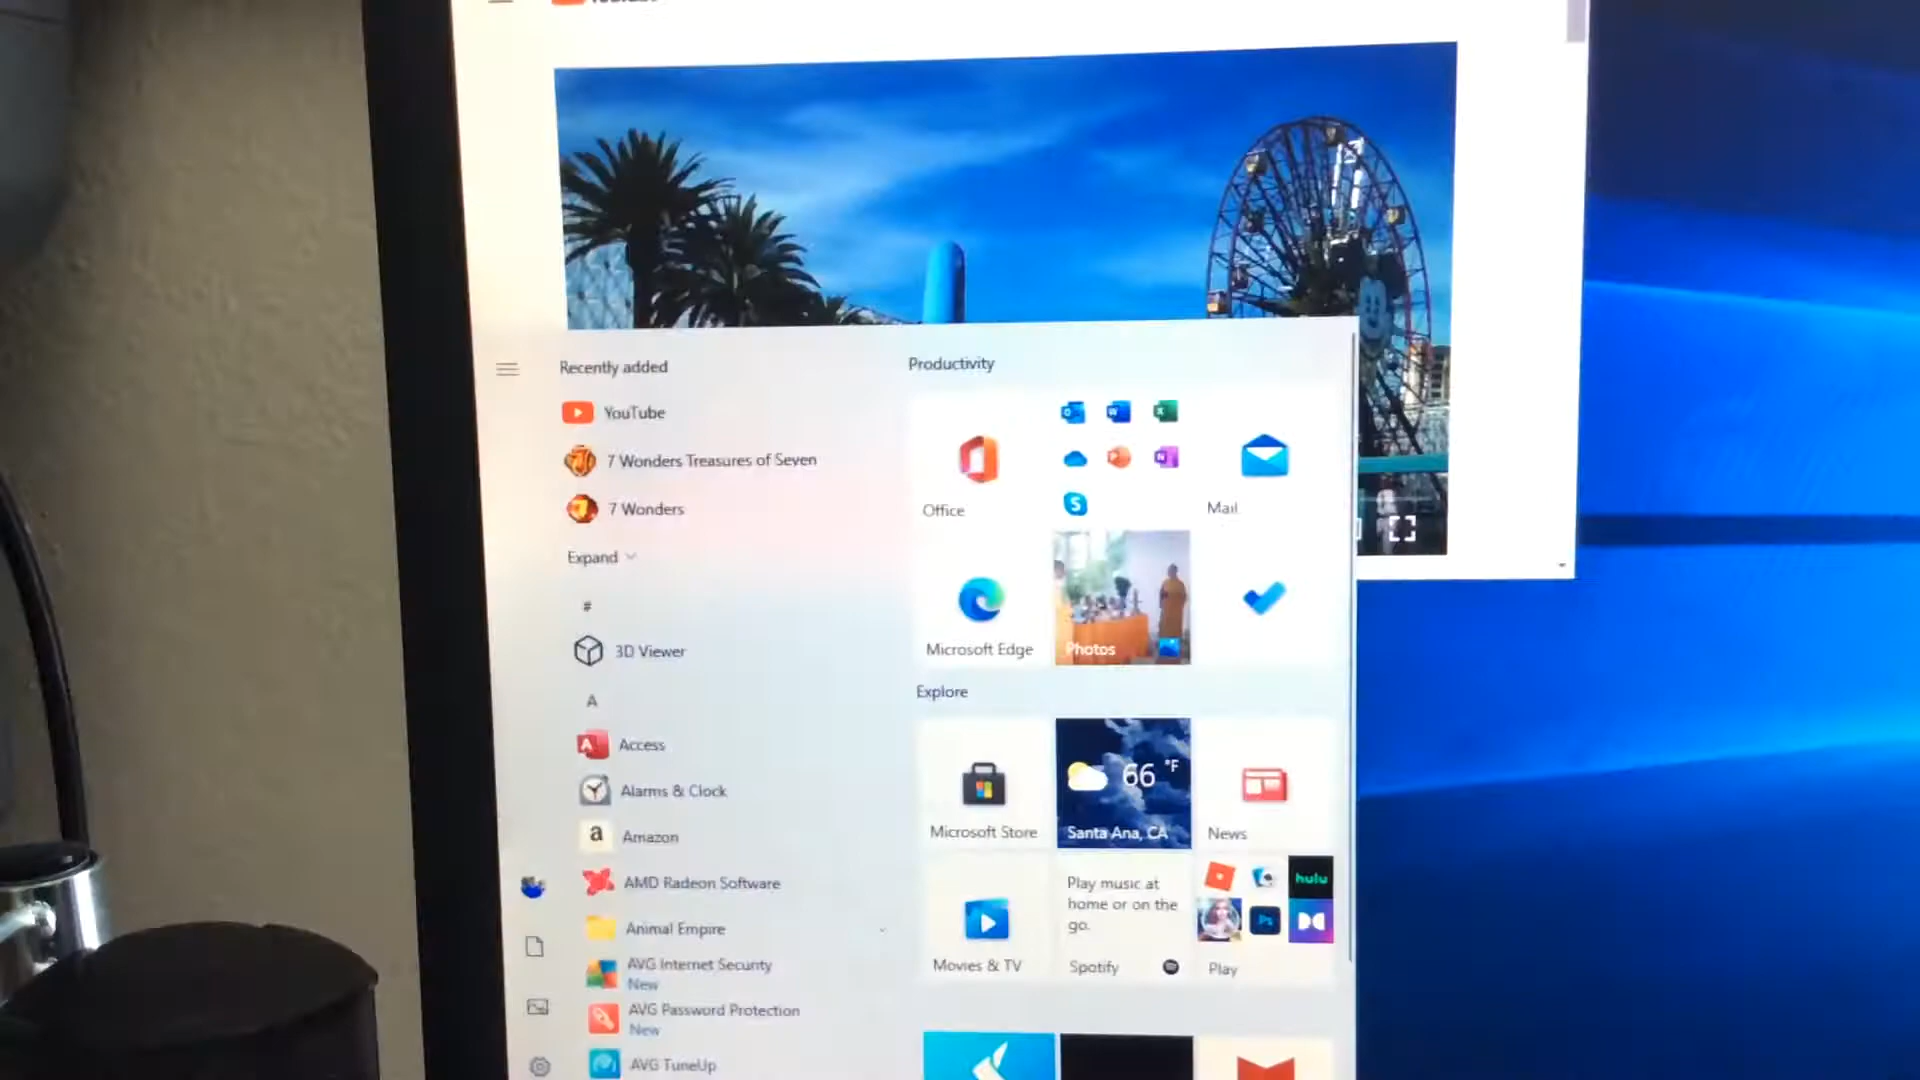 YouTube
Recently added
YouTube
7 Wonders Treasures of Seven
7 Wonders
Expand
#
3D Viewer
A
Access
Alarms & Clock
a
Amazon
AMD Radeon Software
Animal Empire
AVG Internet Security
New
AVG Password Protection
New
AVG TuneUp
Productivity
Office
Mail
Microsoft Edge
Photos
Explore
Microsoft Store
66 °F
Santa Ana, CA
News
Movies & TV
Play music at
home or on the
go.
Spotify
hulu
Ps
Play